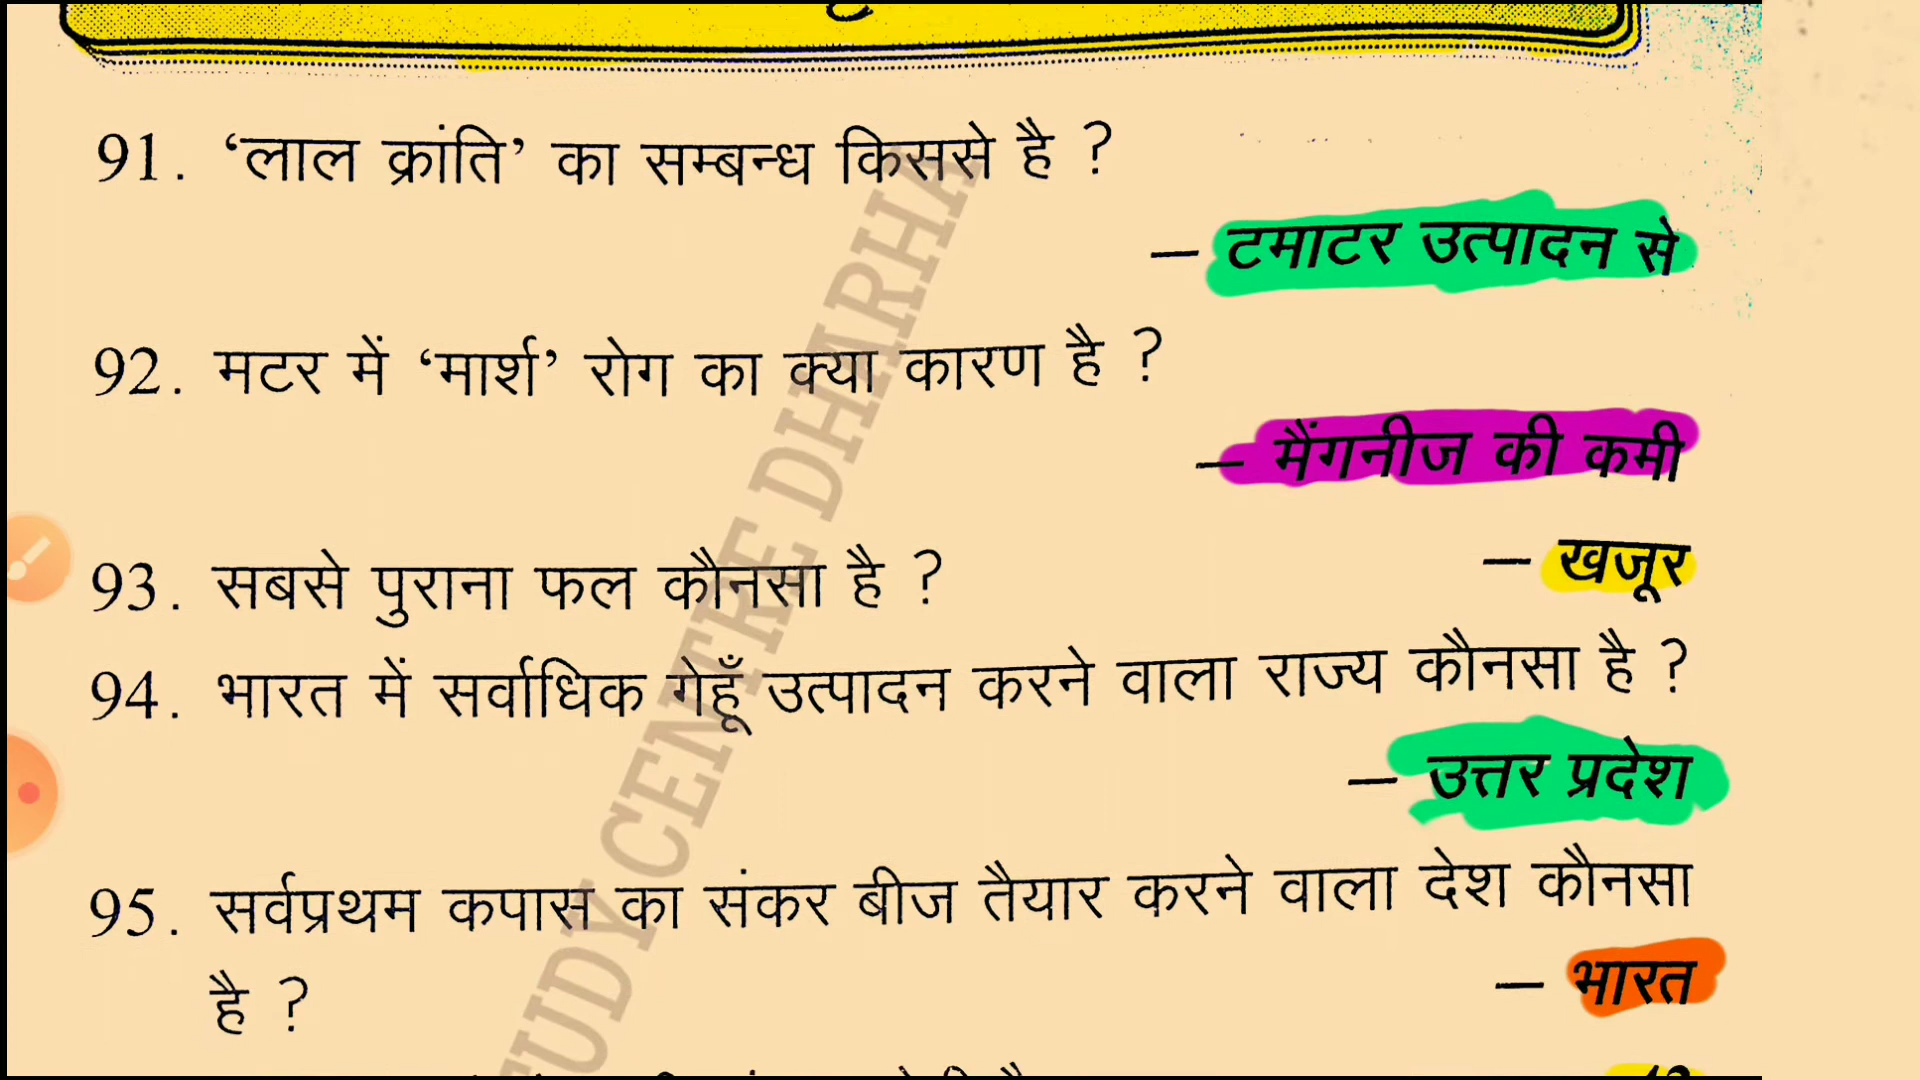 91. ‘लाल क्रांति’ का सम्बन्ध किससे है ?
– टमाटर उत्पादन से
92. मटर में ‘मार्श’ रोग का क्या कारण है ?
– मैंगनीज की कमी
93. सबसे पुराना फल कौनसा है ? – खजूर
94. भारत में सर्वाधिक गेहूँ उत्पादन करने वाला राज्य कौनसा है ?
– उत्तर प्रदेश
95. सर्वप्रथम कपास का संकर बीज तैयार करने वाला देश कौनसा
है ? – भारत
TUDY CENTRE DHARHA